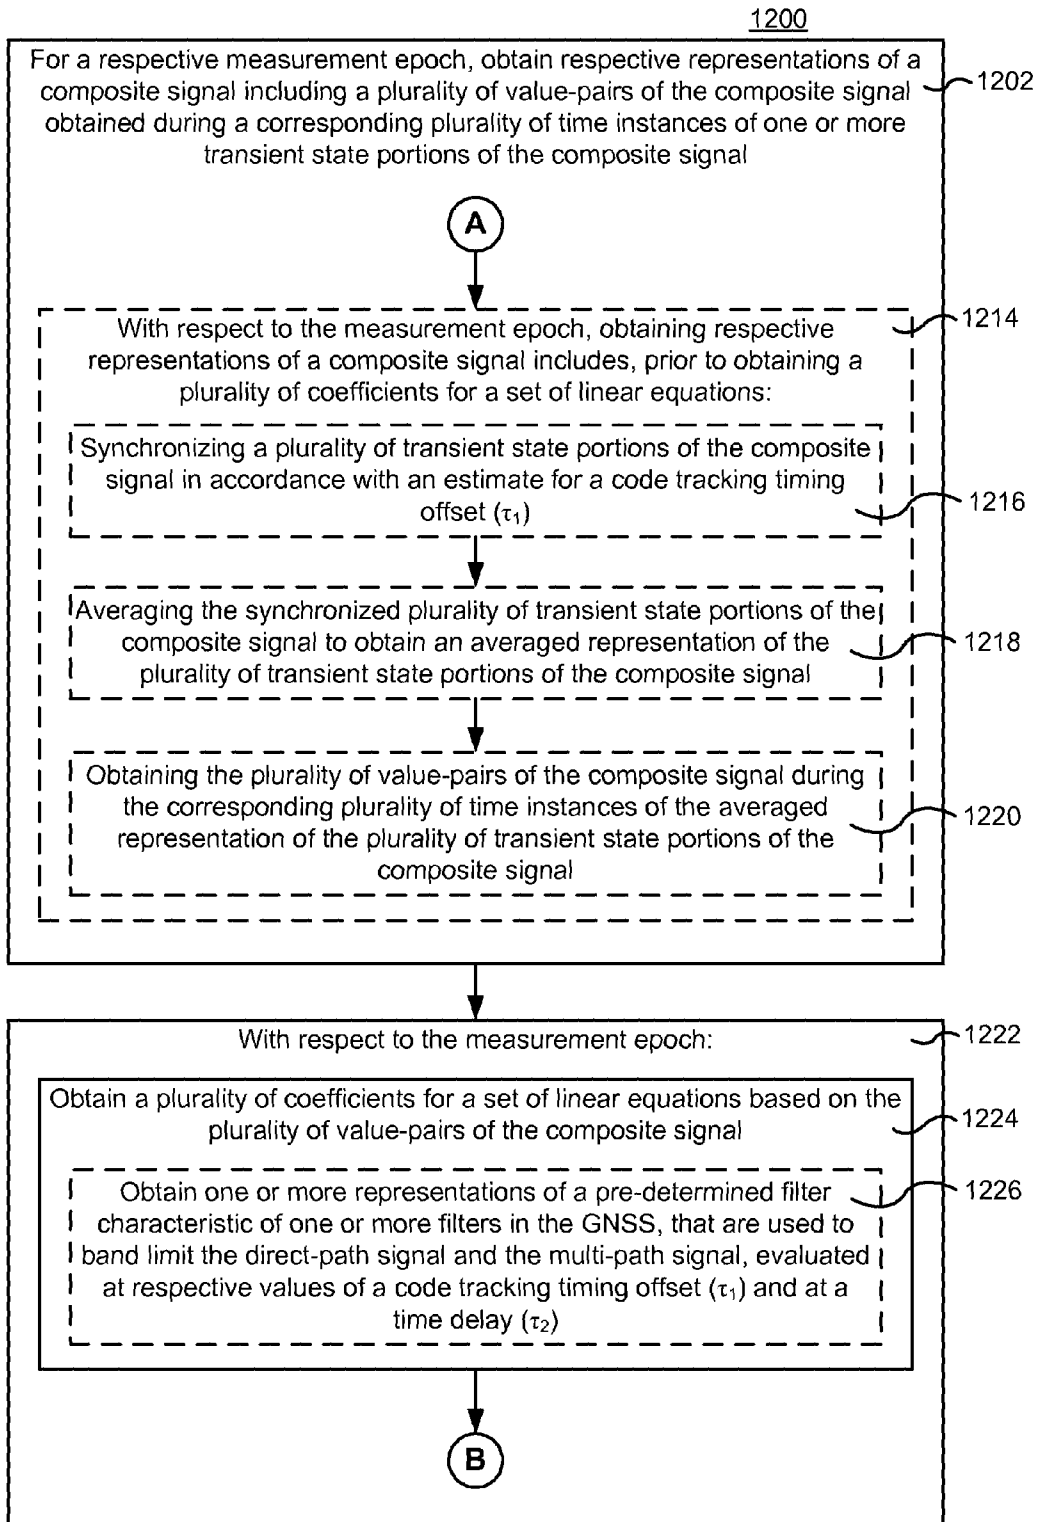 1200
For a respective measurement epoch, obtain respective representations of a
composite signal including a plurality of value-pairs of the composite signal
obtained during a corresponding plurality of time instances of one or more
transient state portions of the composite signal
1202
A
With respect to the measurement epoch, obtaining respective
representations of a composite signal includes, prior to obtaining a
plurality of coefficients for a set of linear equations:
1214
Synchronizing a plurality of transient state portions of the composite
signal in accordance with an estimate for a code tracking timing
offset (τ₁)
1216
Averaging the synchronized plurality of transient state portions of the
composite signal to obtain an averaged representation of the
plurality of transient state portions of the composite signal
1218
Obtaining the plurality of value-pairs of the composite signal during
the corresponding plurality of time instances of the averaged
representation of the plurality of transient state portions of the
composite signal
1220
With respect to the measurement epoch:
1222
Obtain a plurality of coefficients for a set of linear equations based on the
plurality of value-pairs of the composite signal
1224
Obtain one or more representations of a pre-determined filter
characteristic of one or more filters in the GNSS, that are used to
band limit the direct-path signal and the multi-path signal, evaluated
at respective values of a code tracking timing offset (τ₁) and at a
time delay (τ₂)
1226
B